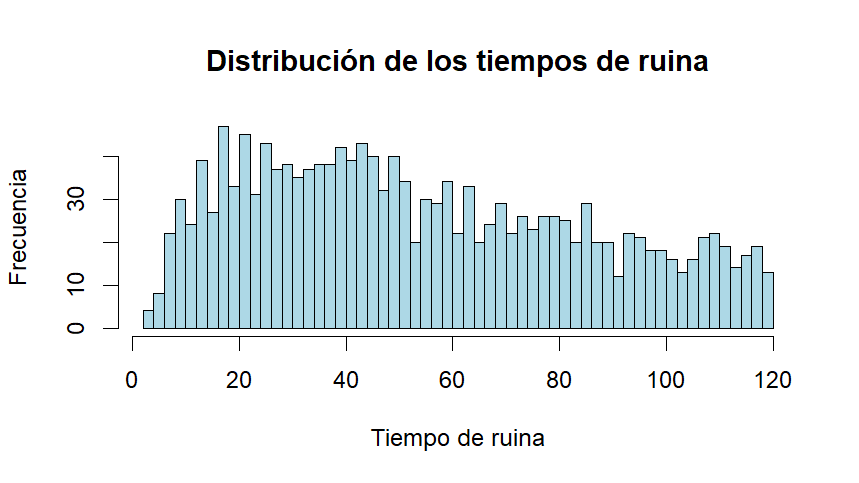 Distribución de los tiempos de ruina
Frecuencia
30
10
0
0 20 40 60 80 100 120
Tiempo de ruina